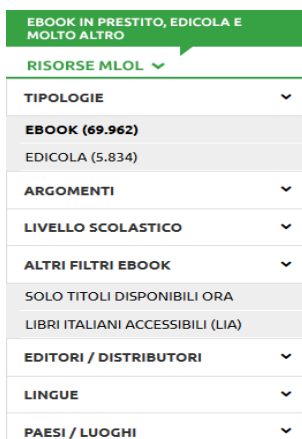 EBOOK IN PRESTITO, EDICOLA E
MOLTO ALTRO
RISORSE MLOL
TIPOLOGIE
EBOOK (69.962)
EDICOLA (5.834)
ARGOMENTI
LIVELLO SCOLASTICO
ALTRI FILTRI EBOOK
SOLO TITOLI DISPONIBILI ORA
LIBRI ITALIANI ACCESSIBILI (LIA)
EDITORI / DISTRIBUTORI
LINGUE
PAESI / LUOGHI